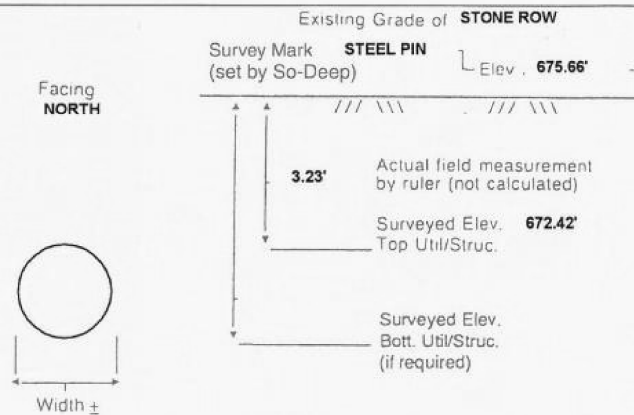 Existing Grade of STONE ROW
Survey Mark STEEL PIN
(set by So-Deep)
Elev. 675.66'
Facing
NORTH
3.23'
Actual field measurement
by ruler (not calculated)
Surveyed Elev. 672.42'
Top Util/Struc.
Surveyed Elev.
Bott. Util/Struc.
(if required)
Width ±